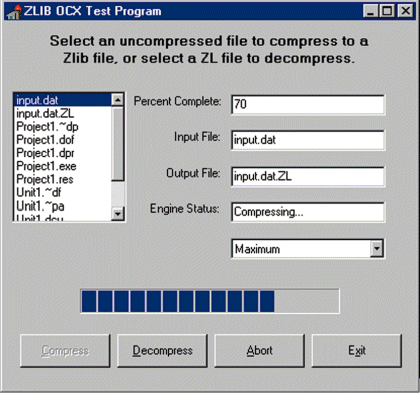 ZLIB OCX Test Program
Select an uncompressed file to compress to a
Zlib file, or select a ZL file to decompress.
input.dat
input.dat.ZL
Project1.~dp
Project1.dof
Project1.dpr
Project1.exe
Project1.res
Unit1.~df
Unit1.~pa
Unit1.dcu
Percent Complete:
70
Input File:
input.dat
Output File:
input.dat.ZL
Engine Status:
Compressing...
Maximum
Compress
Decompress
Abort
Exit